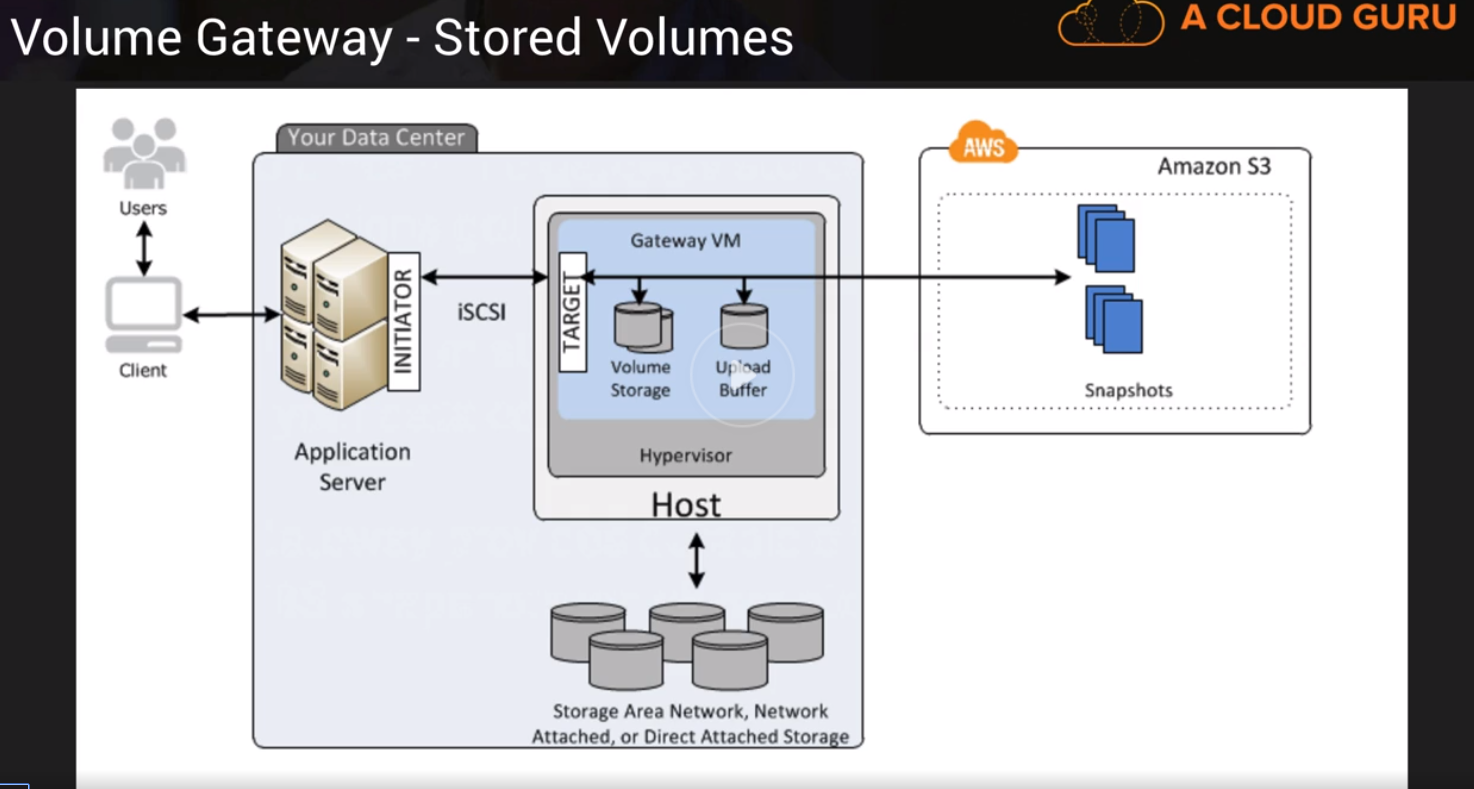 Volume Gateway - Stored Volumes
A CLOUD GURU
Your Data Center
AWS
Amazon S3
Users
Gateway VM
INITIATOR
TARGET
iSCSI
Volume
Storage
Upload
Buffer
Client
Snapshots
Application
Server
Hypervisor
Host
Storage Area Network, Network
Attached, or Direct Attached Storage